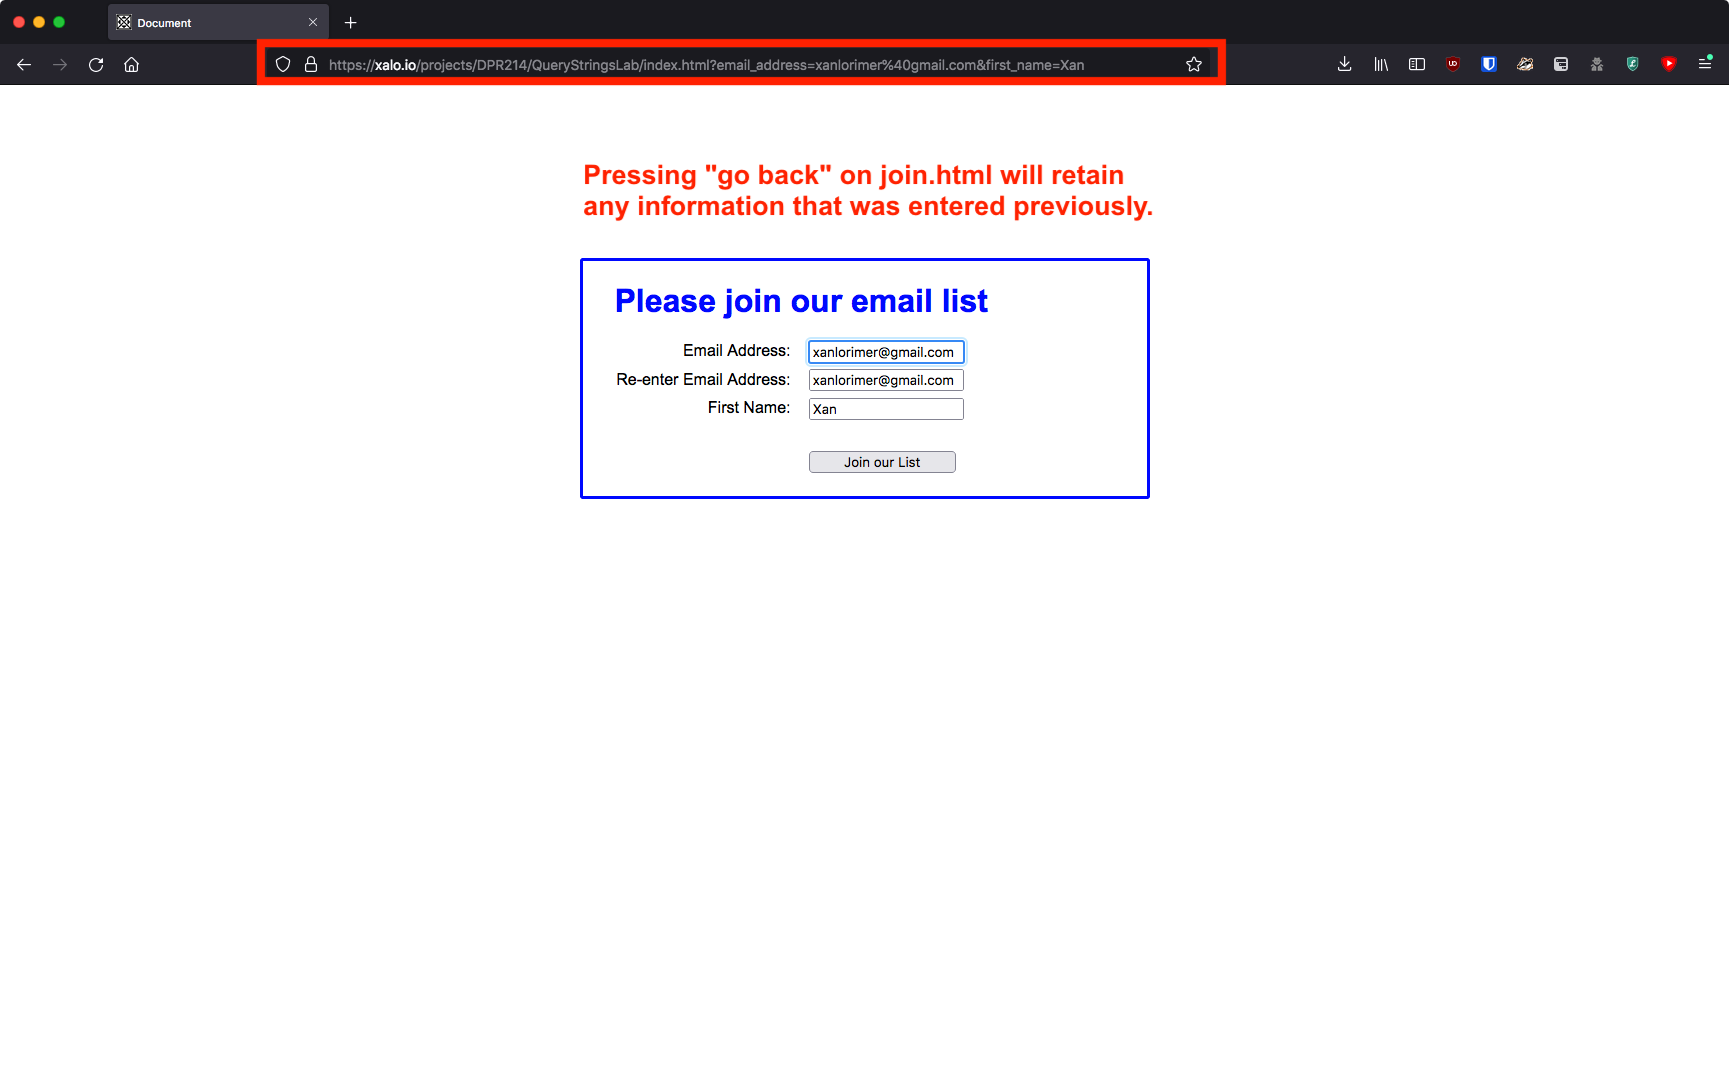 Document
https://xalo.io/projects/DPR214/QueryStringsLab/index.html?email_address=xanlorimer%40gmail.com&first_name=Xan
Pressing "go back" on join.html will retain
any information that was entered previously.
Please join our email list
Email Address: xanlorimer@gmail.com
Re-enter Email Address: xanlorimer@gmail.com
First Name: Xan
Join our List